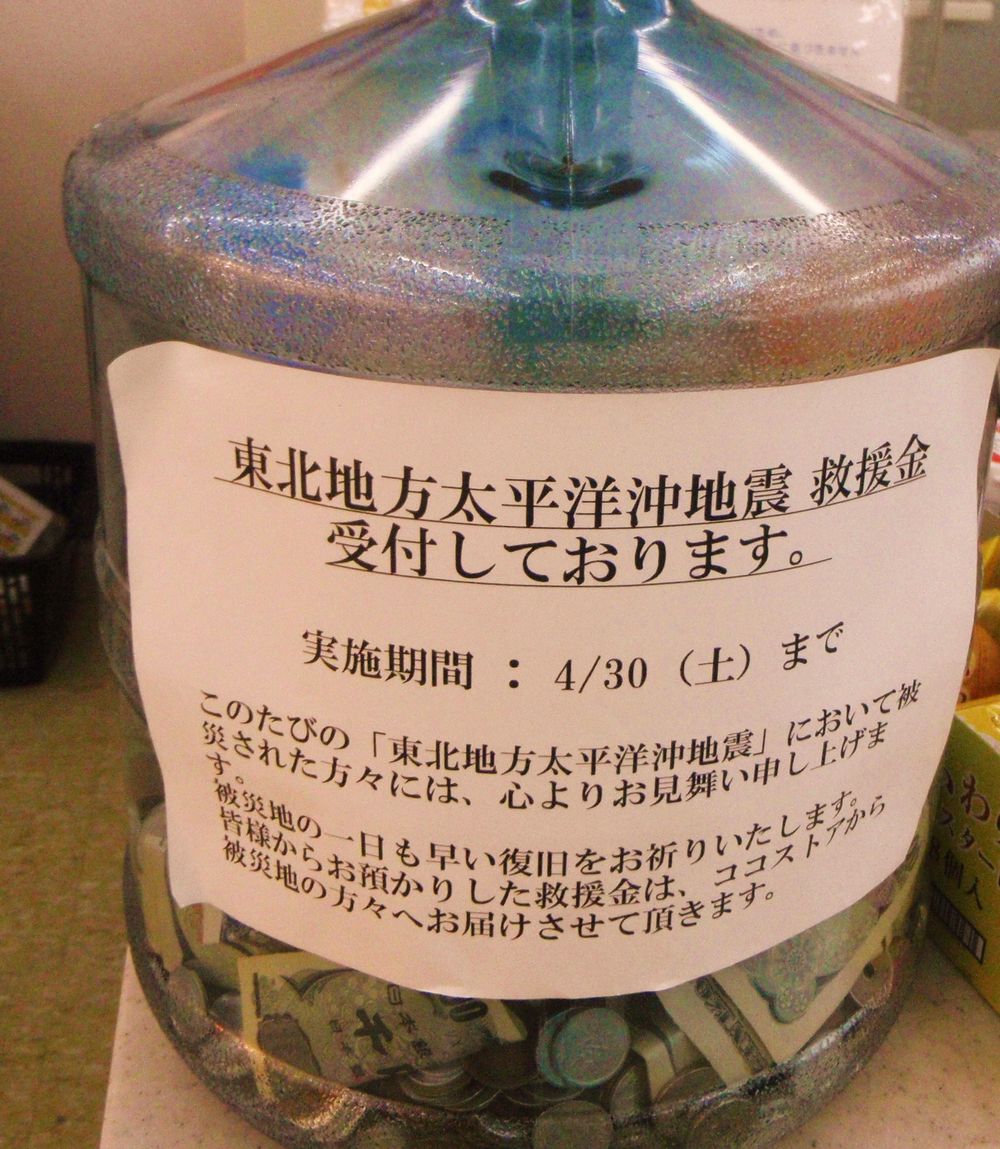 東北地方太平洋沖地震 救援金
受付しております。
実施期間 : 4/30（土）まで
このたびの「東北地方太平洋沖地震」において被
災された方々には、心よりお見舞い申し上げま
す。
被災地の一日も早い復旧をお祈りいたします。
皆様からお預かりした救援金は、ココストアから
被災地の方々へお届けさせて頂きます。
個入